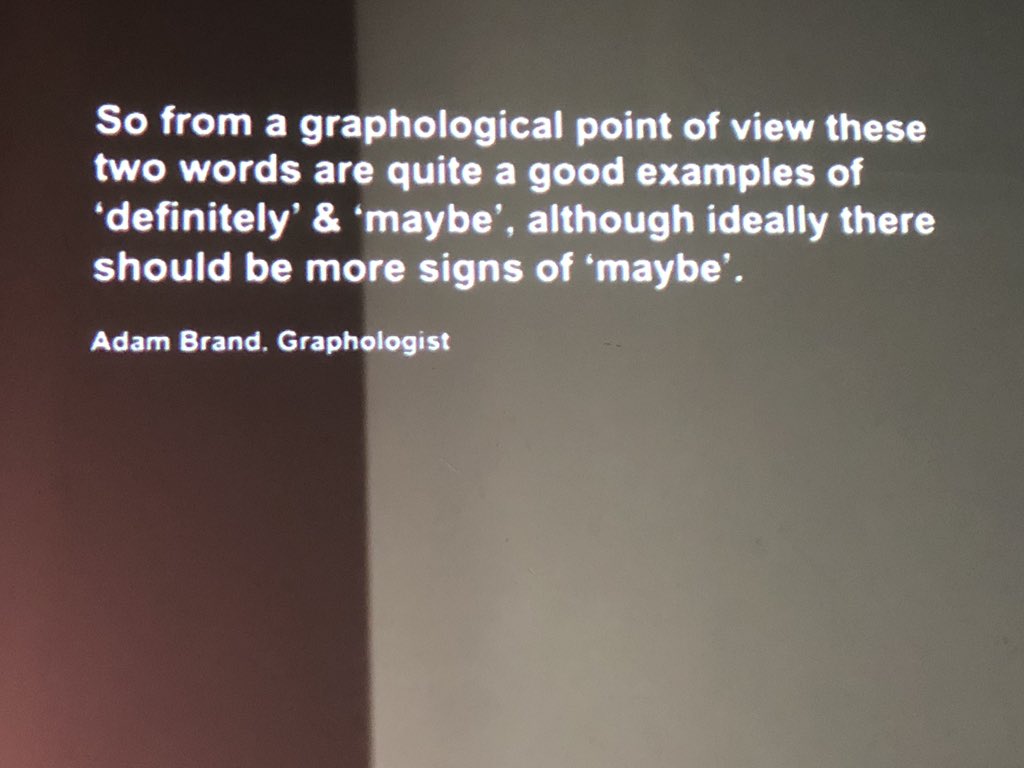 So from a graphological point of view these
two words are quite a good examples of
‘definitely’ & ‘maybe’, although ideally there
should be more signs of ‘maybe’.
Adam Brand. Graphologist